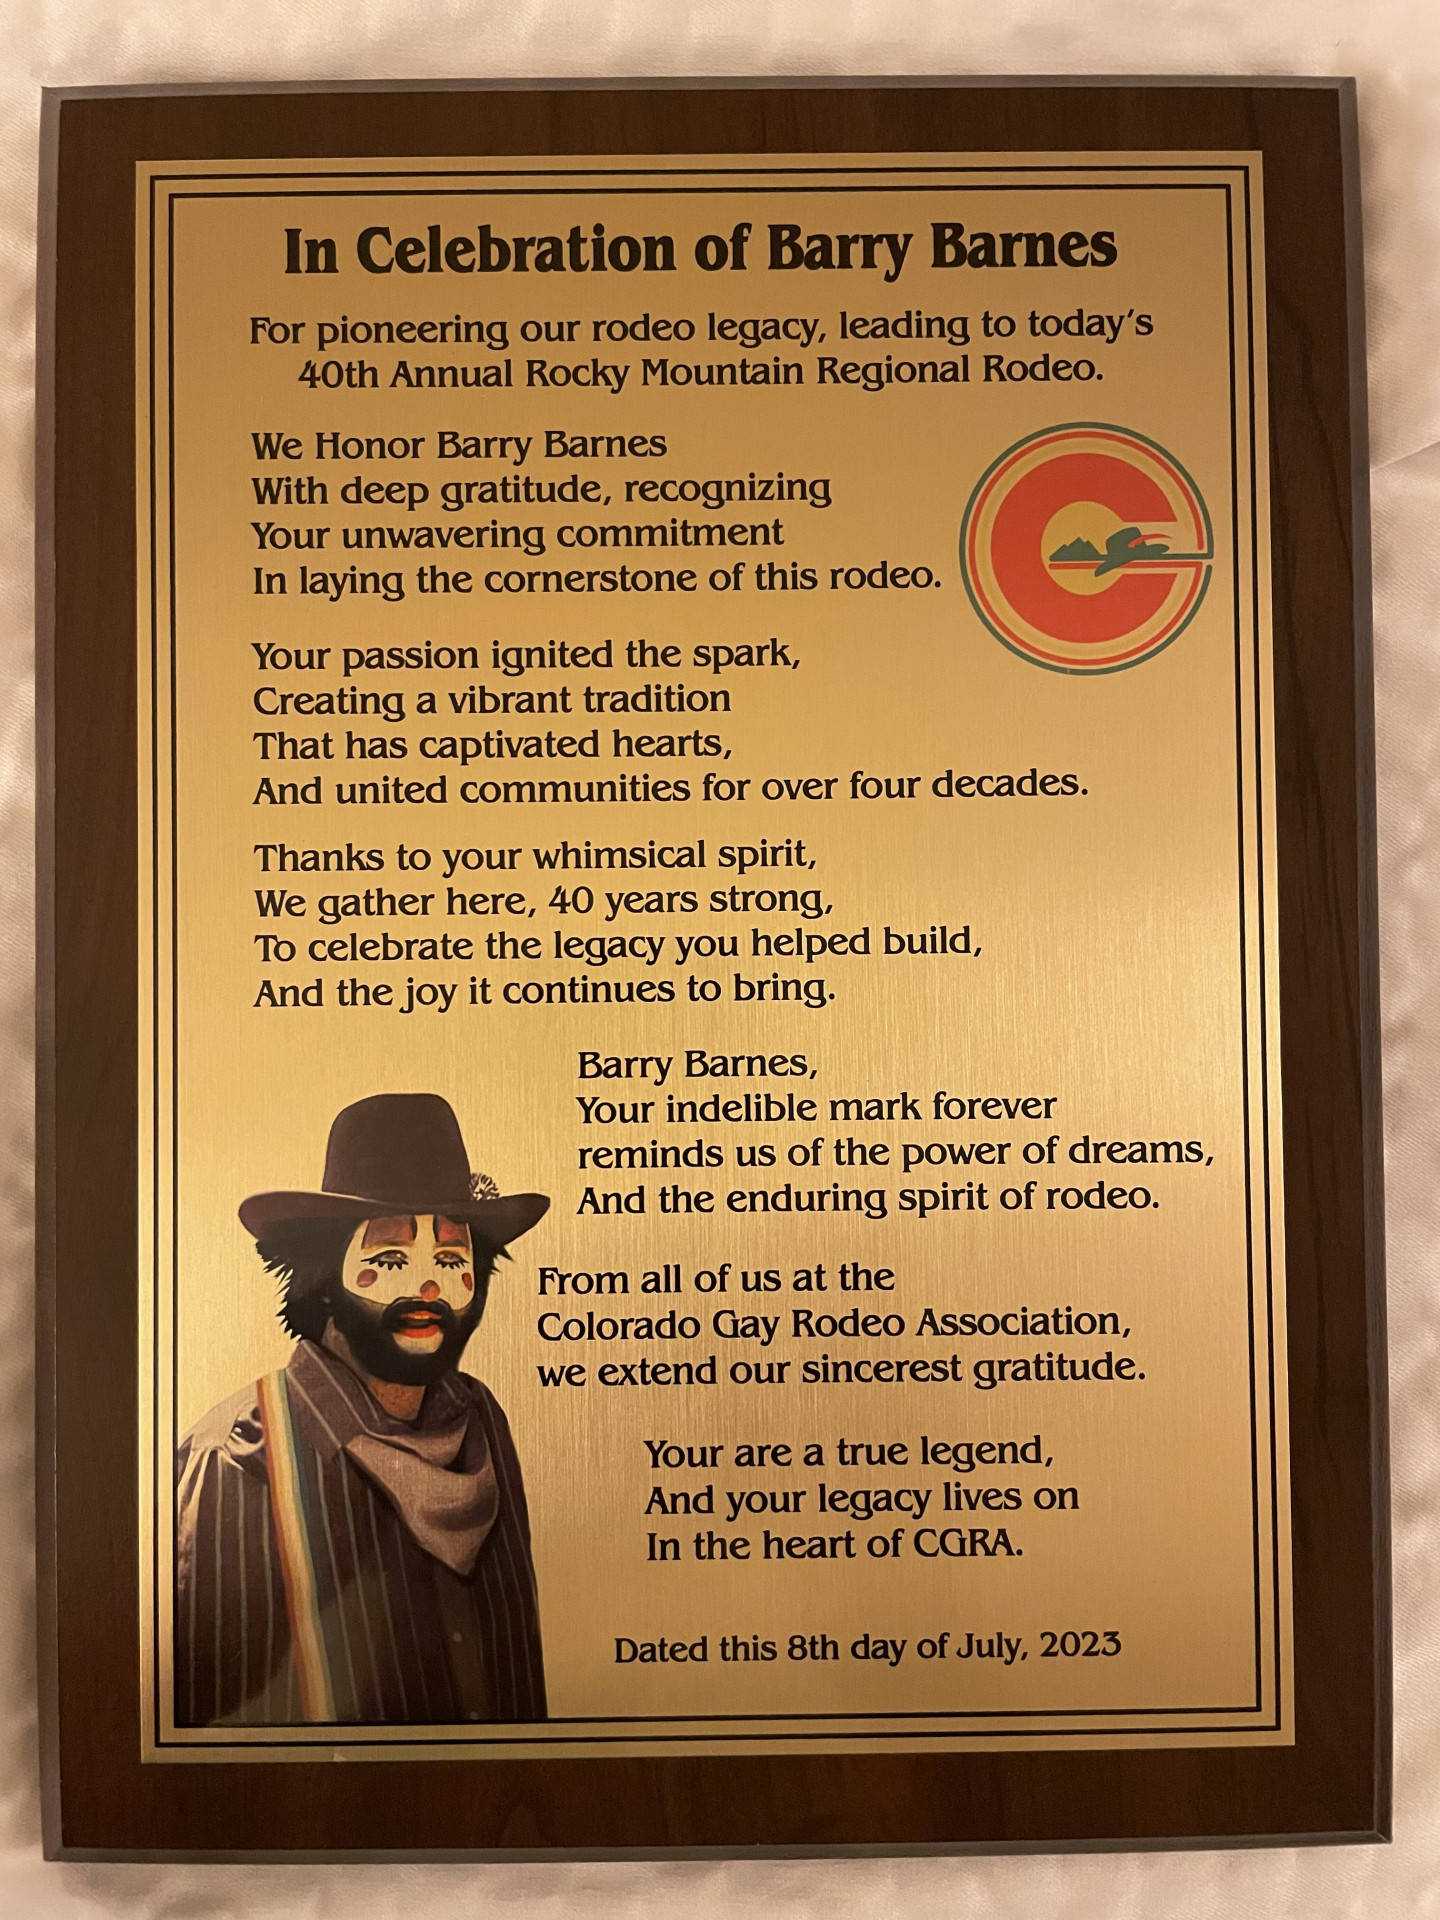 In Celebration of Barry Barnes
For pioneering our rodeo legacy, leading to today's
40th Annual Rocky Mountain Regional Rodeo.
We Honor Barry Barnes
With deep gratitude, recognizing
Your unwavering commitment
In laying the cornerstone of this rodeo.
Your passion ignited the spark,
Creating a vibrant tradition
That has captivated hearts,
And united communities for over four decades.
Thanks to your whimsical spirit,
We gather here, 40 years strong,
To celebrate the legacy you helped build,
And the joy it continues to bring.
Barry Barnes,
Your indelible mark forever
reminds us of the power of dreams,
And the enduring spirit of rodeo.
From all of us at the
Colorado Gay Rodeo Association,
we extend our sincerest gratitude.
Your are a true legend,
And your legacy lives on
In the heart of CGRA.
Dated this 8th day of July, 2023